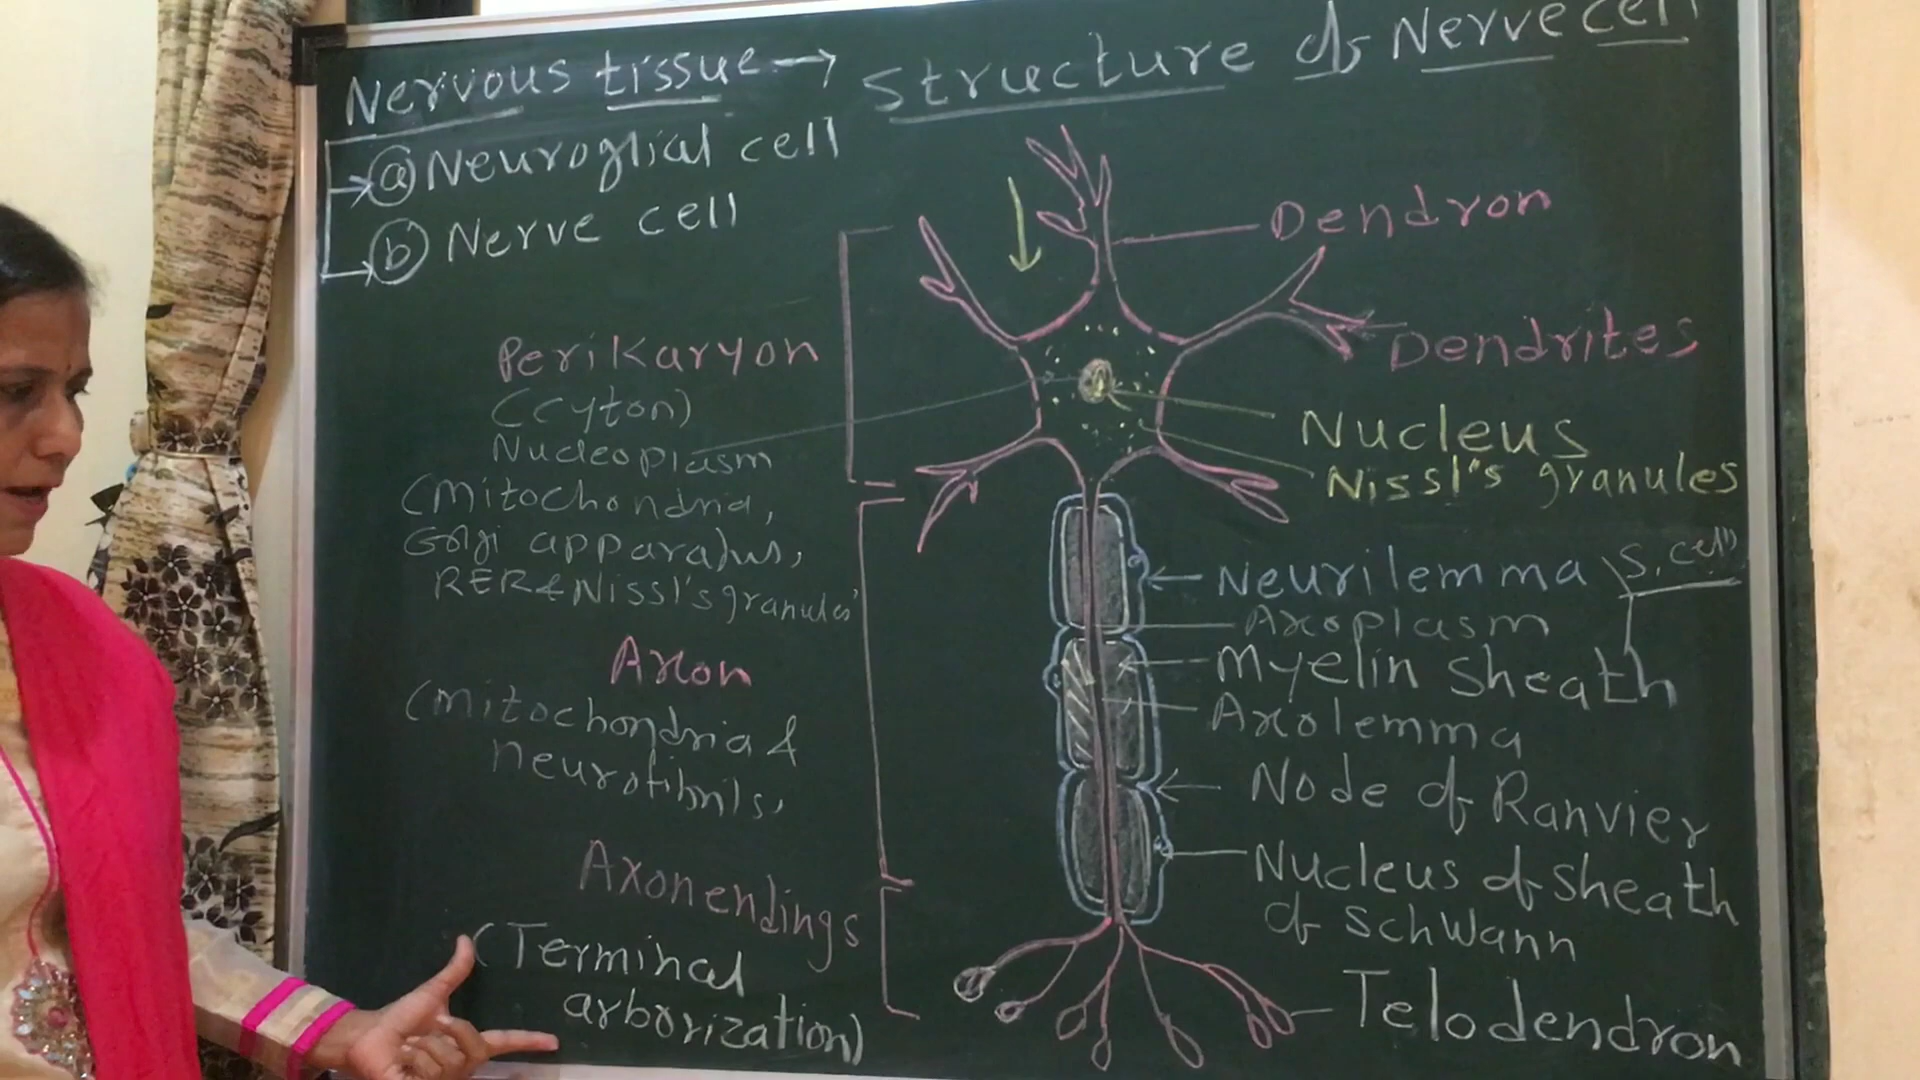 Nervous tissue → Structure of Nerve cell
(a) Neuroglial cell
(b) Nerve cell
Dendron
Dendrites
Nucleus
Nissl's granules
Perikaryon
(Cyton)
Nucleoplasm
(Mitochondria,
Golgi apparatus,
RER & Nissl's granules
Neurilemma S. cell
Axoplasm
Myelin Sheath
Axolemma
Node of Ranvier
Nucleus of Sheath
of Schwann
Telodendron
Axon
(Mitochondria &
neurofibrils,
Axon endings
(Terminal
arborization)